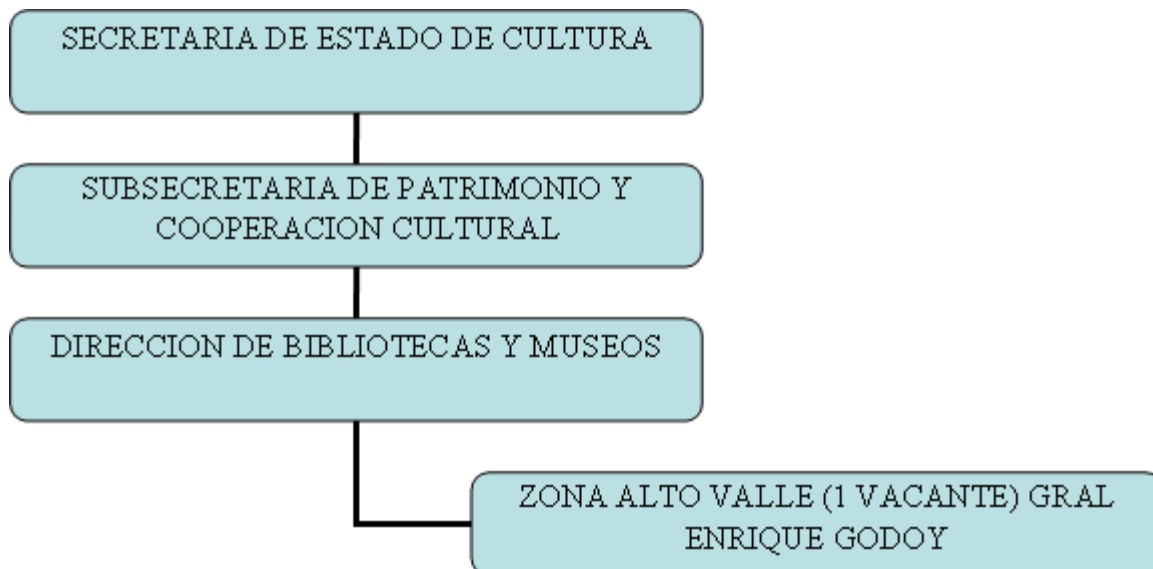 SECRETARIA DE ESTADO DE CULTURA
SUBSECRETARIA DE PATRIMONIO Y
COOPERACION CULTURAL
DIRECCION DE BIBLIOTECAS Y MUSEOS
ZONA ALTO VALLE (1 VACANTE) GRAL
ENRIQUE GODOY